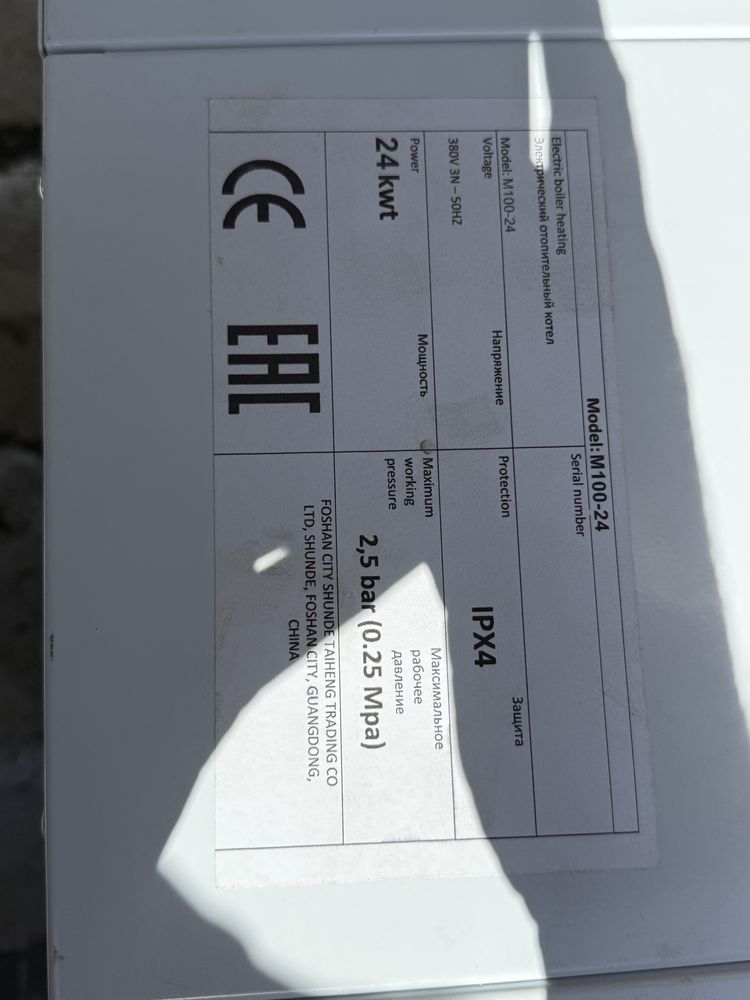 Model: M100-24
Electric boiler heating
Электрический отопительный котел
Serial number
Model: M100-24
Voltage
Напряжение
380V 3N – 50HZ
Protection
Защита
IPX4
Power
Мощность
24 kwt
Maximum
working
pressure
Максимальное
рабочее
давление
2,5 bar (0.25 Mpa)
CE
EAC
FOSHAN CITY SHUNDE TAIHENG TRADING CO
LTD, SHUNDE, FOSHAN CITY, GUANGDONG,
CHINA